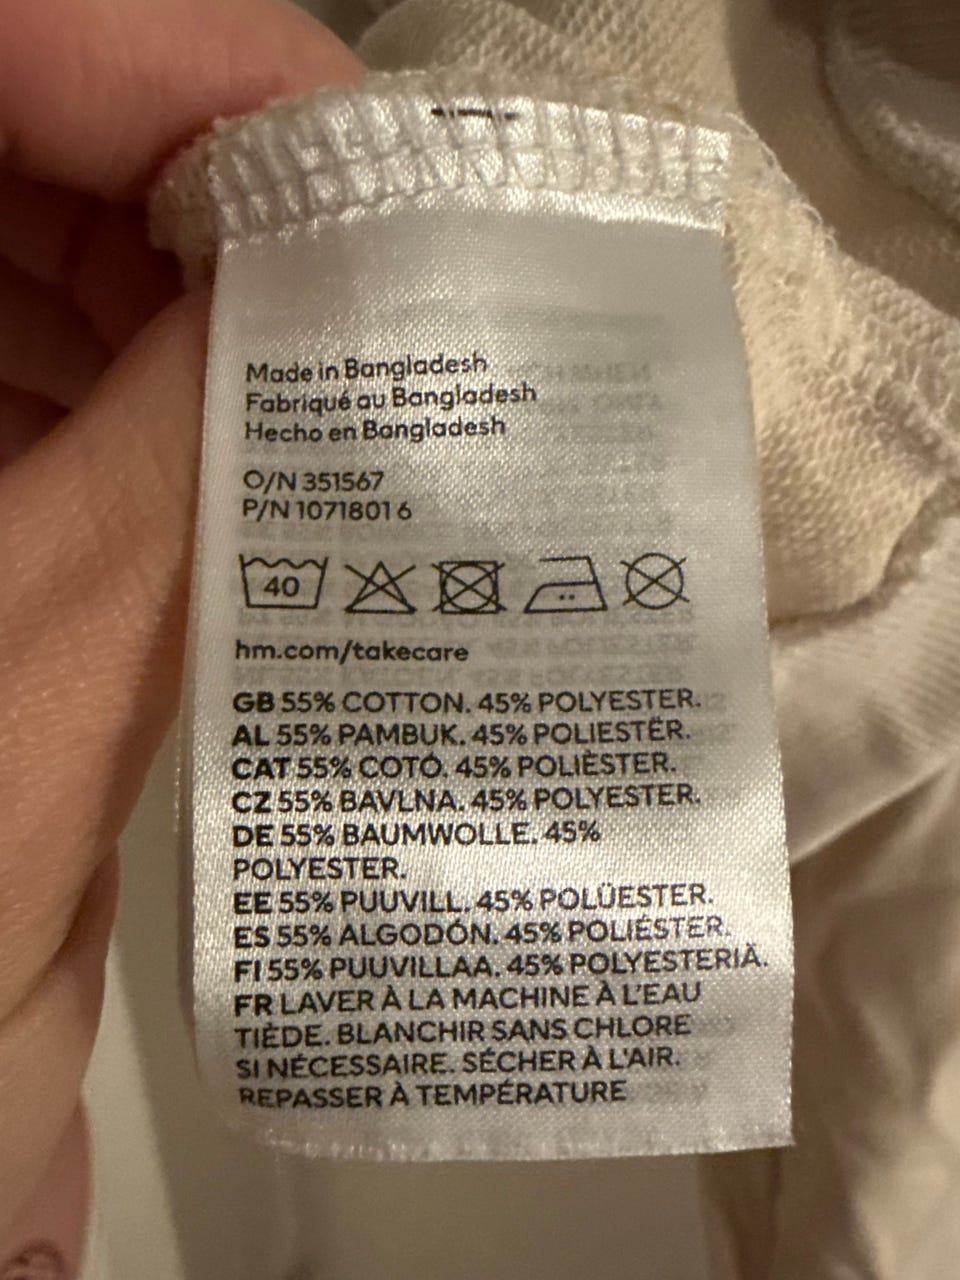 Made in Bangladesh
Fabriqué au Bangladesh
Hecho en Bangladesh
O/N 351567
P/N 10718016
40
hm.com/takecare
GB 55% COTTON. 45% POLYESTER.
AL 55% PAMBUK. 45% POLIESTËR.
CAT 55% COTÓ. 45% POLIÈSTER.
CZ 55% BAVLNA. 45% POLYESTER.
DE 55% BAUMWOLLE. 45%
POLYESTER.
EE 55% PUUVILL. 45% POLÜESTER.
ES 55% ALGODÓN. 45% POLIÉSTER.
FI 55% PUUVILLAA. 45% POLYESTERIÄ.
FR LAVER À LA MACHINE À L'EAU
TIÈDE. BLANCHIR SANS CHLORE
SI NÉCESSAIRE. SÉCHER À L'AIR.
REPASSER À TEMPÉRATURE